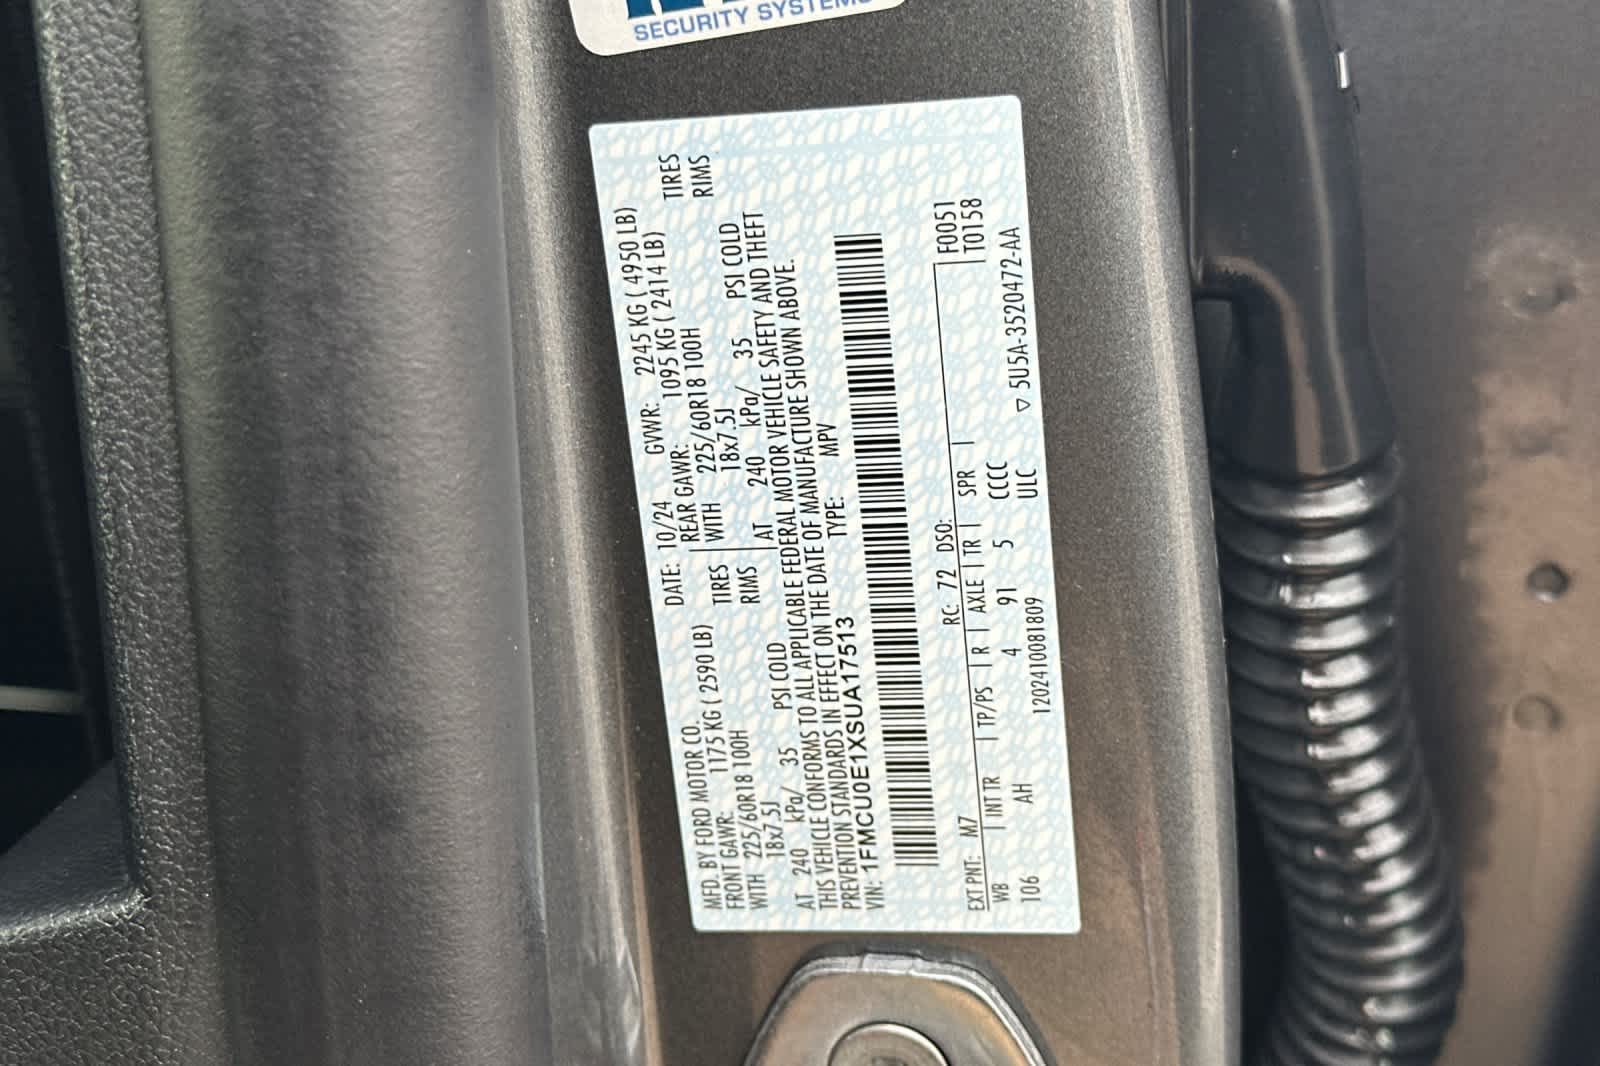 SECURITY SYSTEMS
MFD. BY FORD MOTOR CO. DATE: 10/24 GVWR: 2245 KG ( 4950 LB)
FRONT GAWR: 1175 KG ( 2590 LB) REAR GAWR: 1095 KG ( 2414 LB)
WITH 225/60R18 100H TIRES WITH 225/60R18 100H TIRES
18x7.5J RIMS 18x7.5J RIMS
AT 240 kPa/ 35 PSI COLD AT 240 kPa/ 35 PSI COLD
THIS VEHICLE CONFORMS TO ALL APPLICABLE FEDERAL MOTOR VEHICLE SAFETY AND THEFT
PREVENTION STANDARDS IN EFFECT ON THE DATE OF MANUFACTURE SHOWN ABOVE.
VIN: 1FMCU0E1XSUA17513 TYPE: MPV
F0051
EXT PNT: M7 RC: 72 DSO: T0158
WB | INT TR | TP/PS | R | AXLE | TR | SPR |
106 AH 4 91 5 CCCC
1202410081809 ULC ▽ 5U5A-3520472-AA